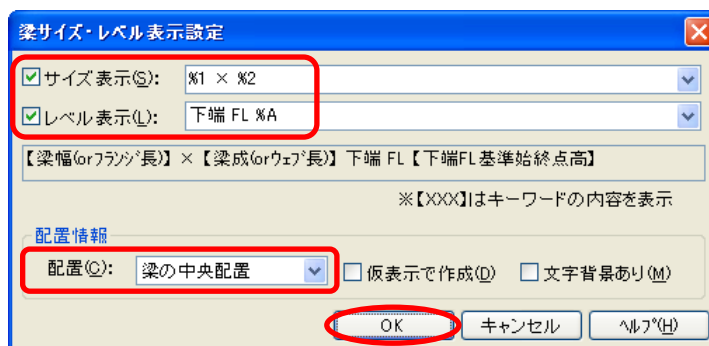 梁サイズ・レベル表示設定
サイズ表示(S): %1 × %2
レベル表示(L): 下端 FL %A
【梁幅(orフランジ長)】×【梁成(orウェブ長)】下端 FL【下端FL基準始終点高】
※【XXX】はキーワードの内容を表示
配置情報
配置(C): 梁の中央配置 仮表示で作成(D) 文字背景あり(M)
OK キャンセル ヘルプ(H)